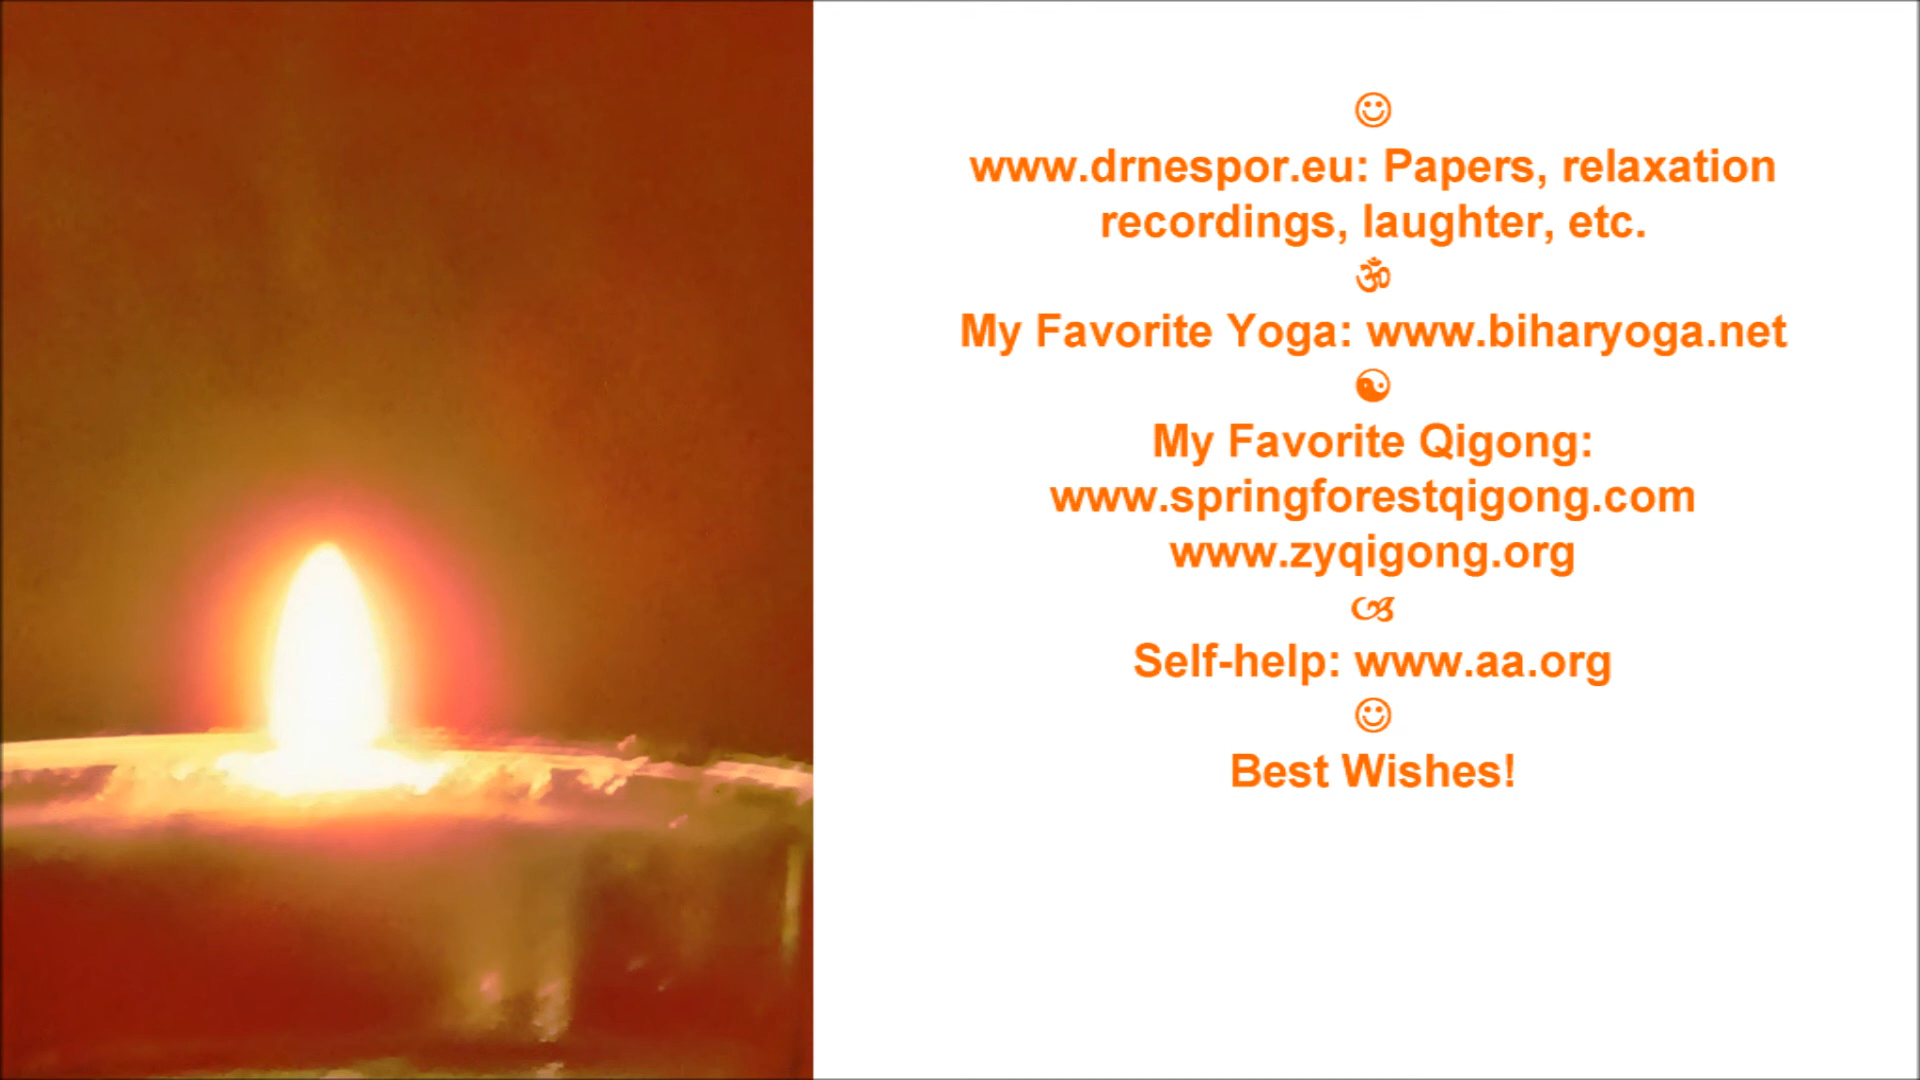 ☺
www.drnespor.eu: Papers, relaxation
recordings, laughter, etc.
ॐ
My Favorite Yoga: www.biharyoga.net
☯
My Favorite Qigong:
www.springforestqigong.com
www.zyqigong.org
Self-help: www.aa.org
☺
Best Wishes!